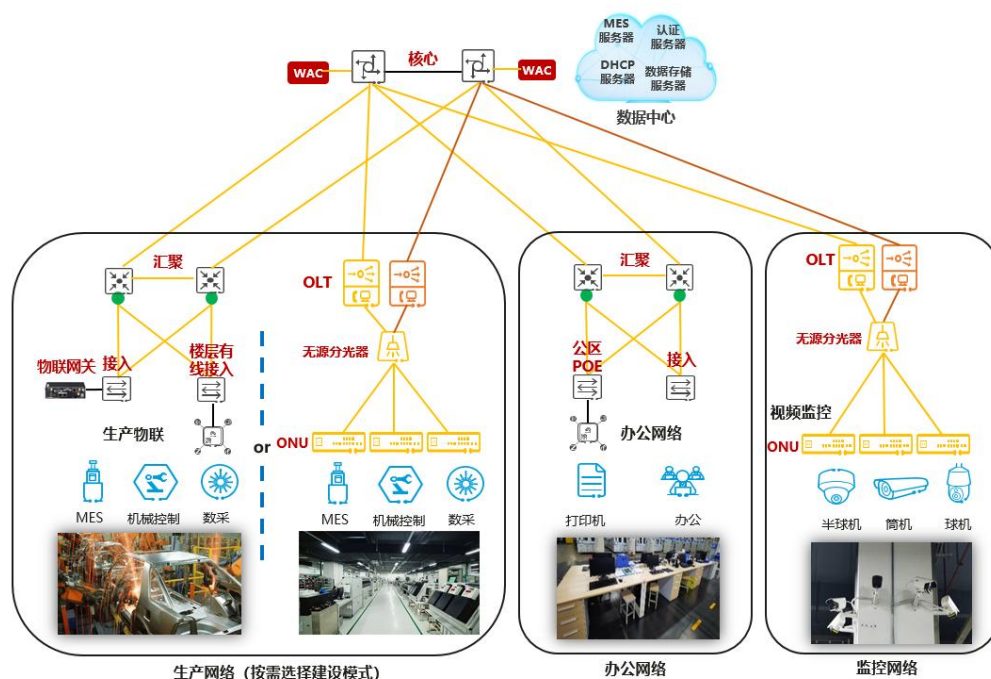 MES
服务器
认证
服务器
DHCP
服务器
数据存储
服务器
数据中心
WAC
核心
WAC
汇聚
OLT
无源分光器
物联网关
接入
楼层有
线接入
生产物联
or
ONU
MES
机械控制
数采
MES
机械控制
数采
生产网络（按需选择建设模式）
汇聚
公区
POE
接入
办公网络
打印机
办公
办公网络
OLT
无源分光器
视频监控
ONU
半球机
筒机
球机
监控网络